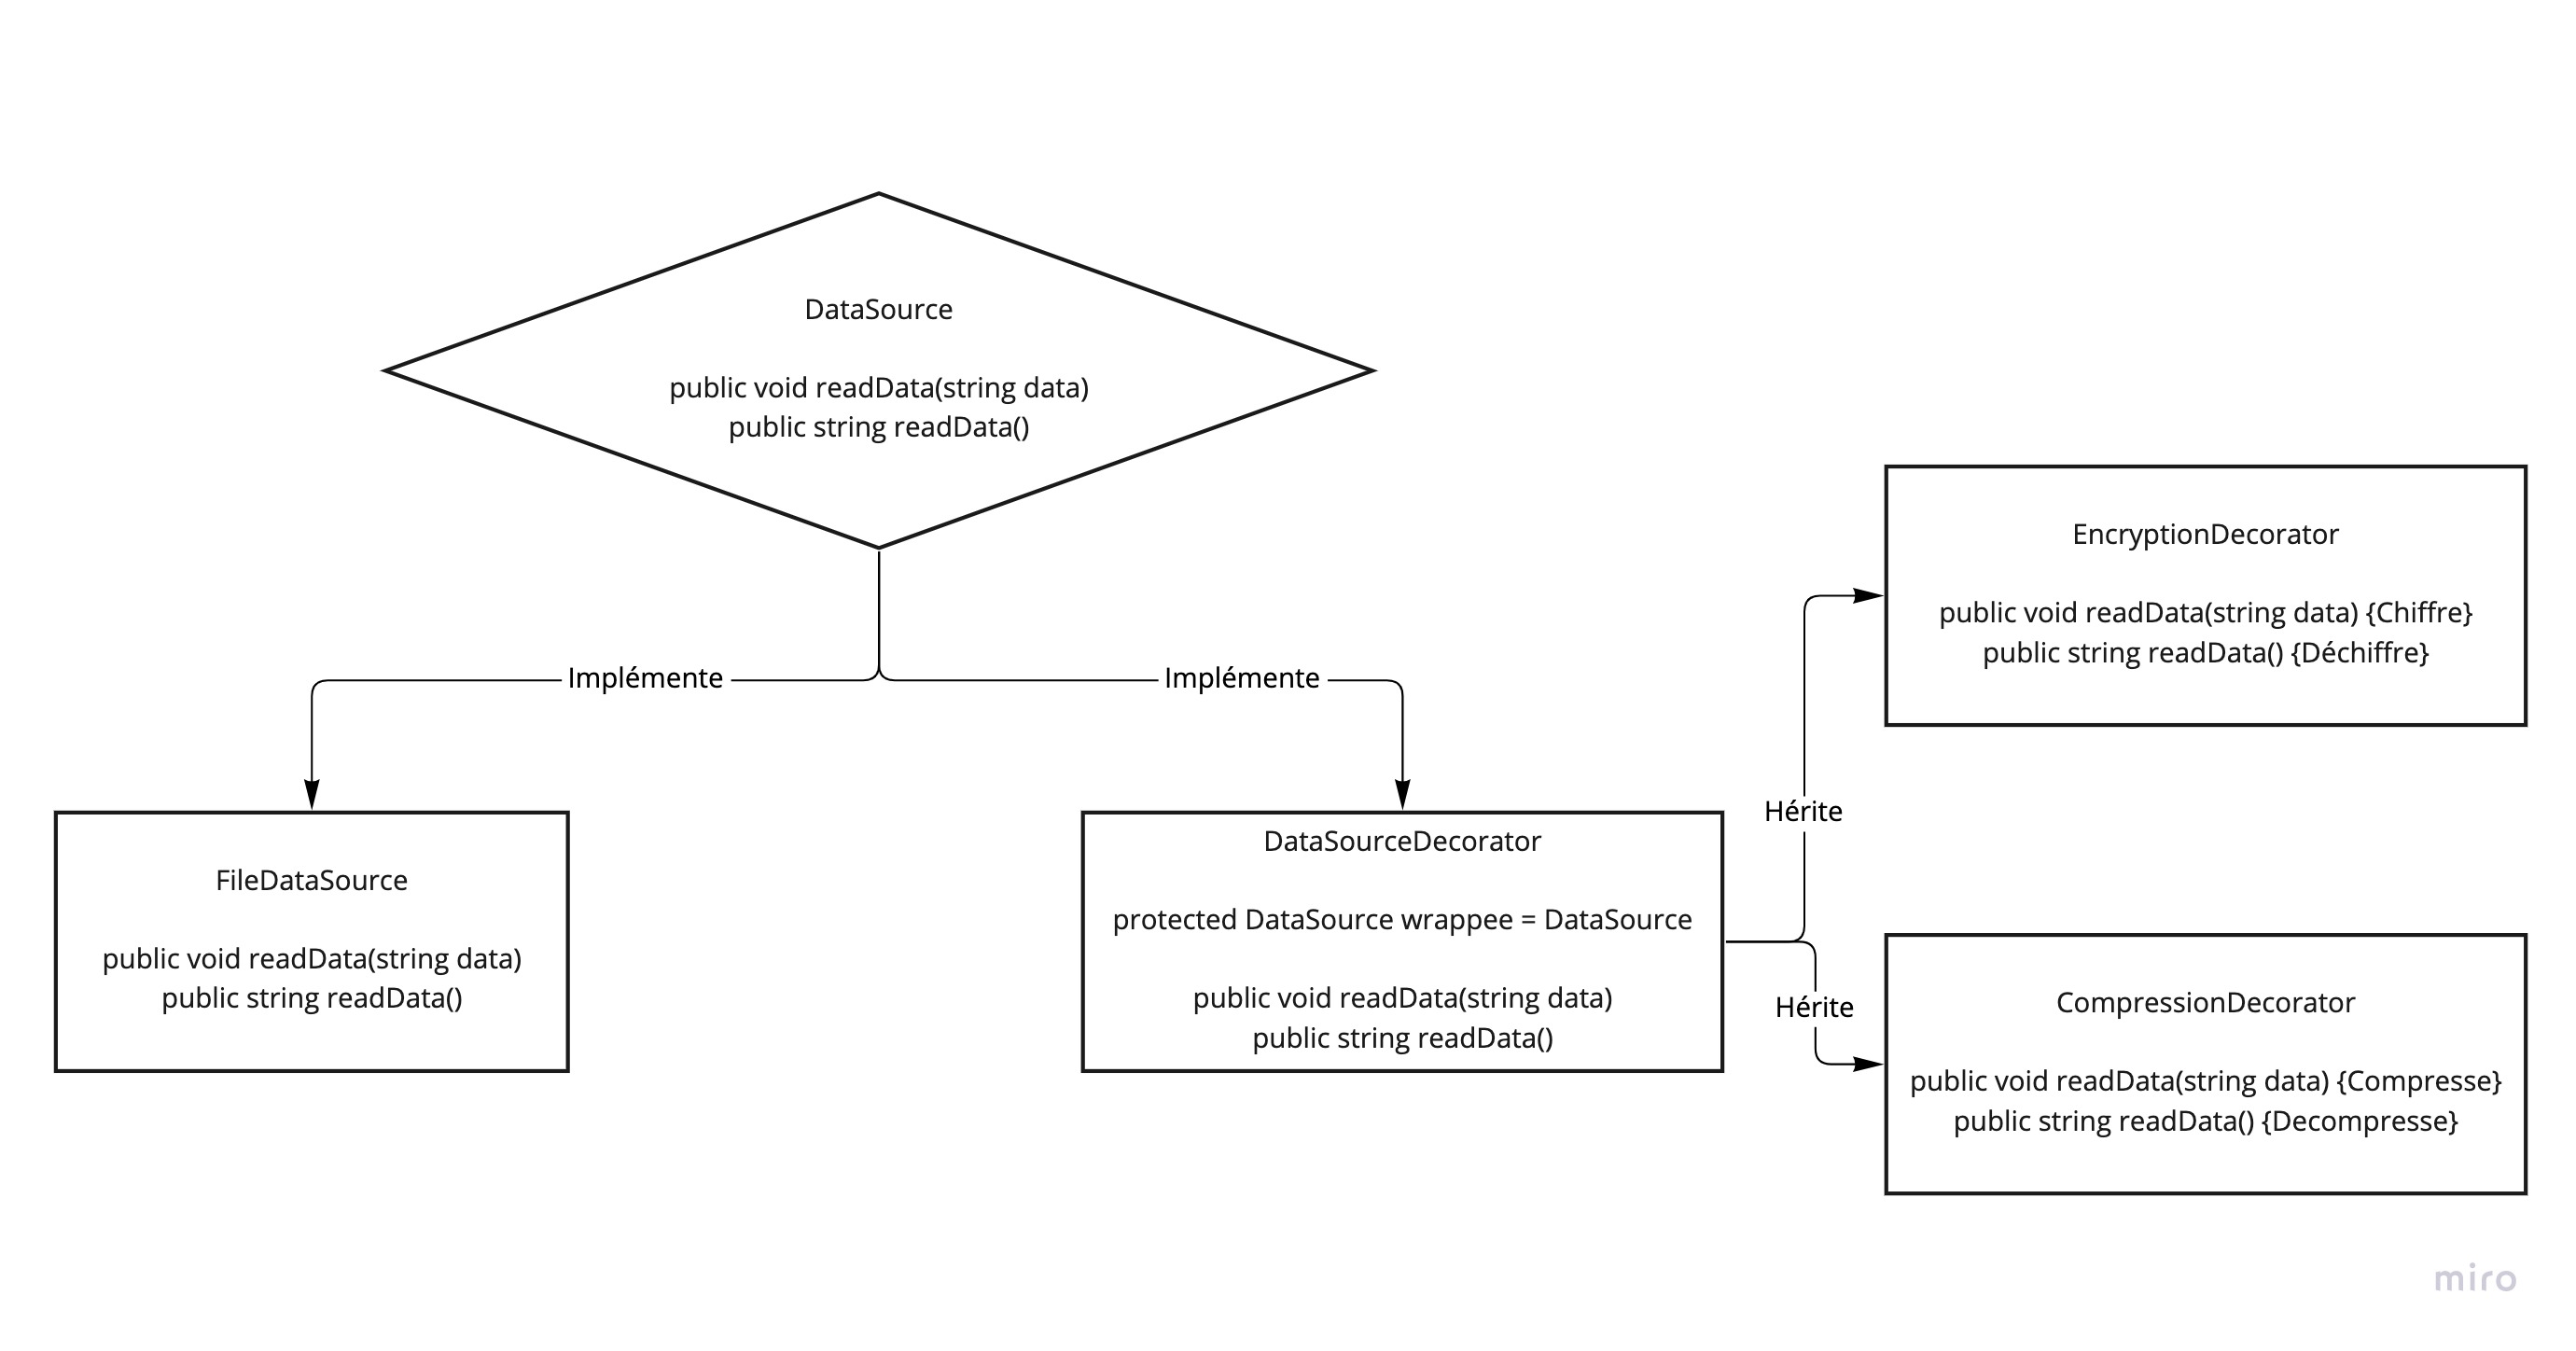 DataSource
public void readData(string data)
public string readData()
Implémente
Implémente
FileDataSource
public void readData(string data)
public string readData()
DataSourceDecorator
protected DataSource wrappee = DataSource
public void readData(string data)
public string readData()
Hérite
Hérite
EncryptionDecorator
public void readData(string data) {Chiffre}
public string readData() {Déchiffre}
CompressionDecorator
public void readData(string data) {Compresse}
public string readData() {Decompresse}
miro